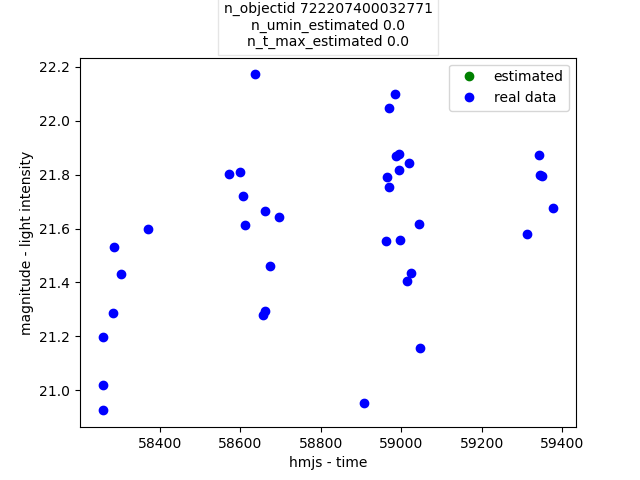 n_objectid 722207400032771
n_umin_estimated 0.0
n_t_max_estimated 0.0
estimated
real data
22.2
22.0
21.8
21.6
21.4
21.2
21.0
magnitude - light intensity
58400
58600
58800
59000
59200
59400
hmjs - time